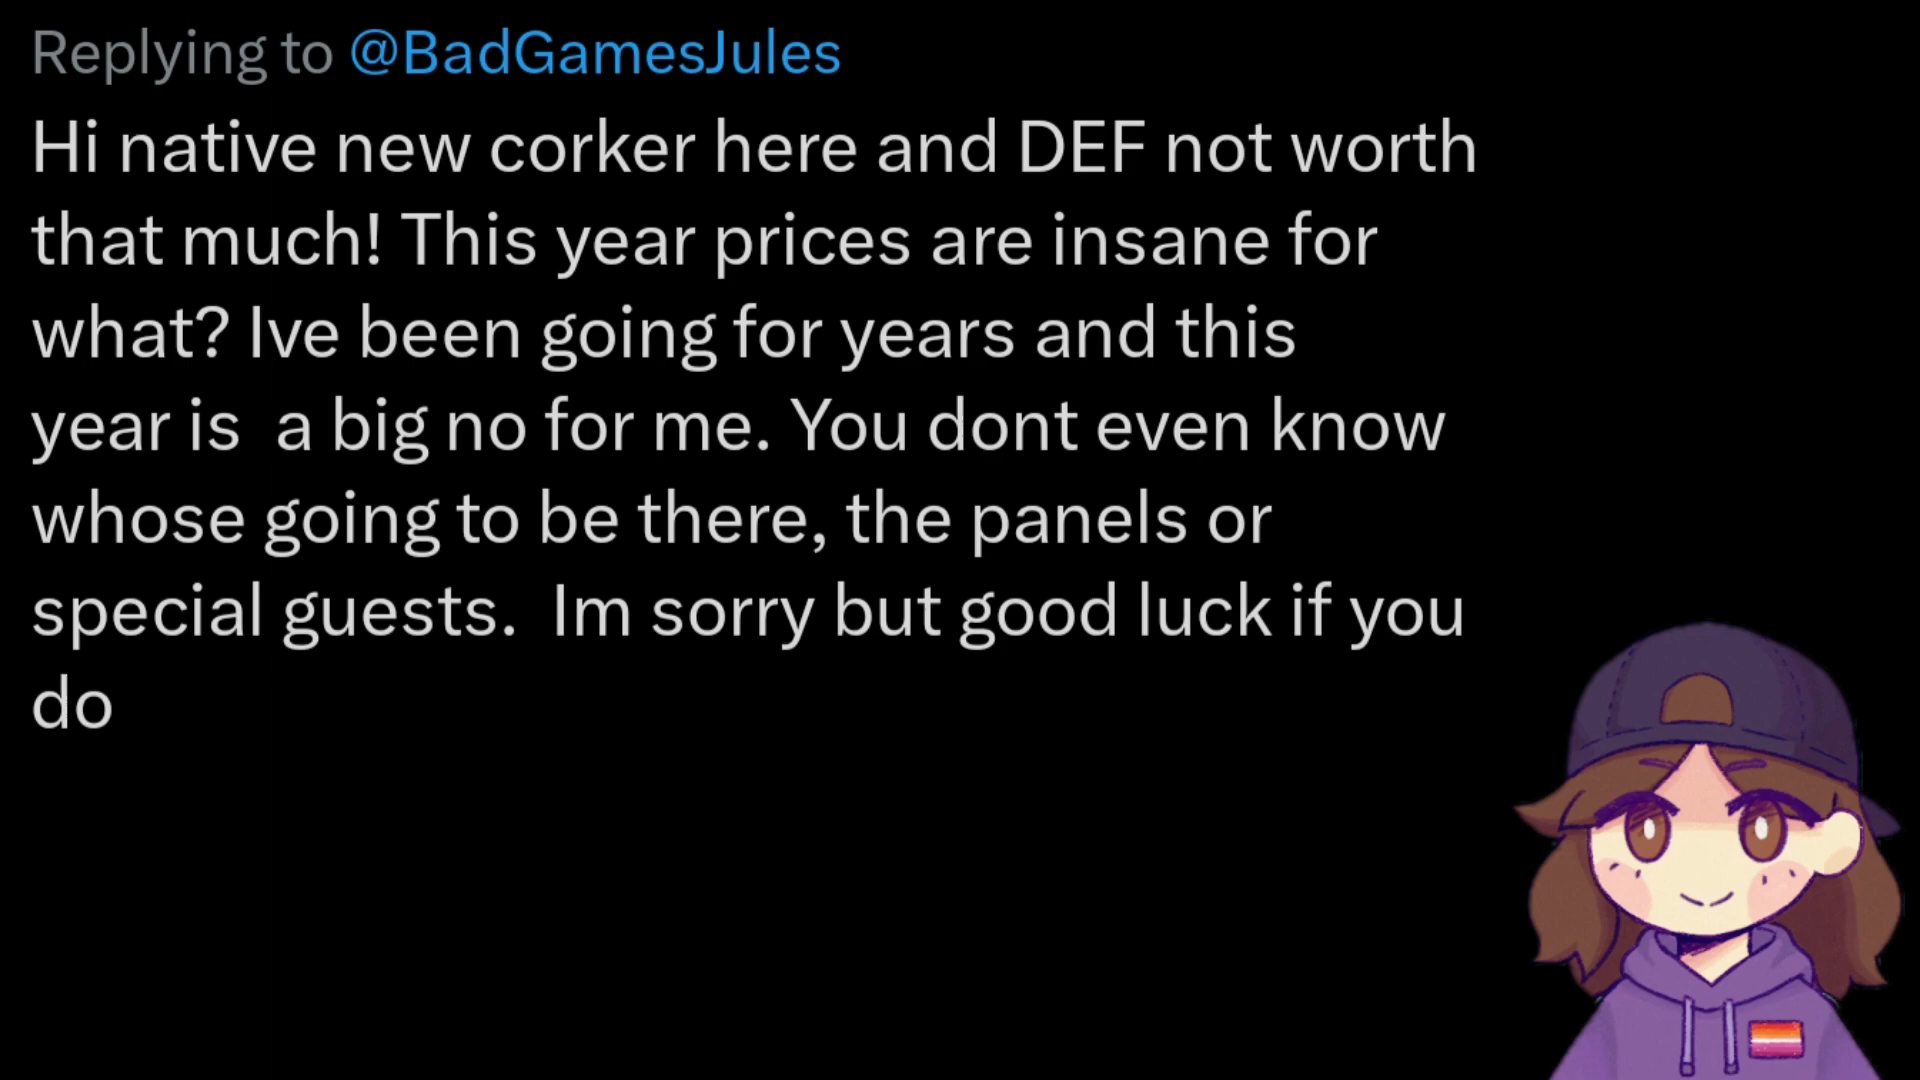 Replying to @BadGamesJules
Hi native new corker here and DEF not worth
that much! This year prices are insane for
what? Ive been going for years and this
year is  a big no for me. You dont even know
whose going to be there, the panels or
special guests.  Im sorry but good luck if you
do